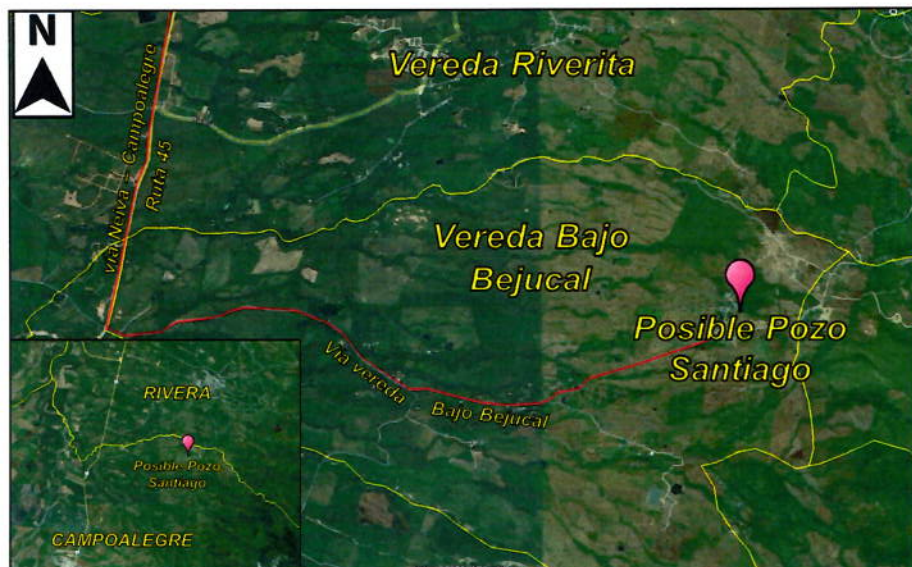 N
Vereda Riverita
Vía Neiva - Campoalegre
Ruta 45
Vereda Bajo
Bejucal
Posible Pozo
Santiago
Vía vereda - Bajo Bejucal
RIVERA
Posible Pozo
Santiago
CAMPOALEGRE